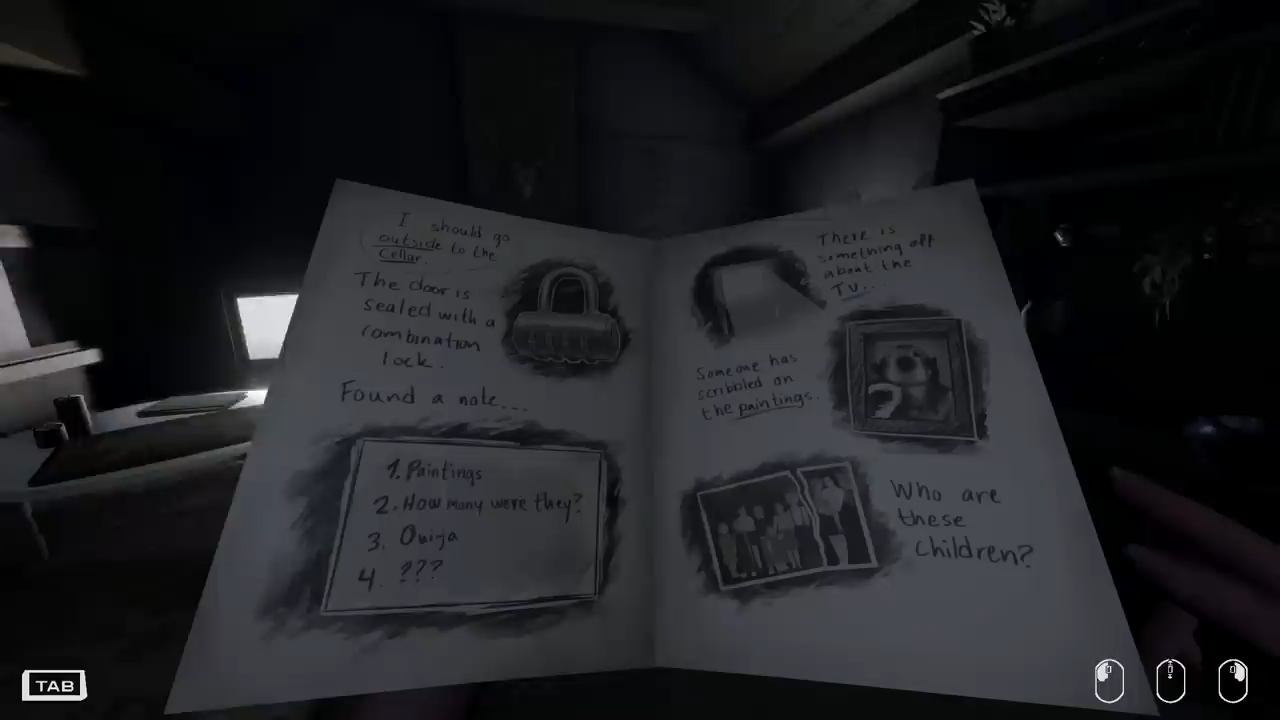 I should go
outside to the
Cellar.
The door is
sealed with a
combination
lock.
Found a note...
1. Paintings
2. How many were they?
3. Ouija
4. ???
There is
something off
about the
TV...
Someone has
scribbled on
the paintings.
Who are
these
children?
TAB